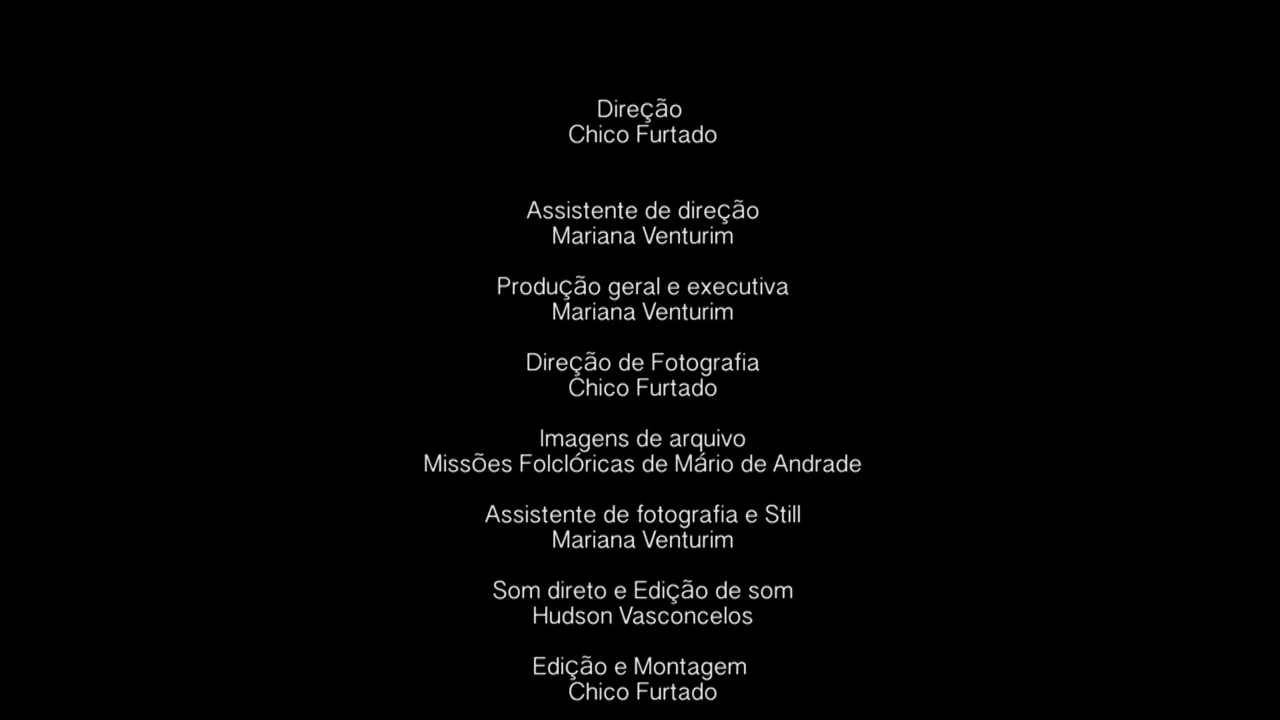 Direção
Chico Furtado
Assistente de direção
Mariana Venturim
Produção geral e executiva
Mariana Venturim
Direção de Fotografia
Chico Furtado
Imagens de arquivo
Missões Folclóricas de Mário de Andrade
Assistente de fotografia e Still
Mariana Venturim
Som direto e Edição de som
Hudson Vasconcelos
Edição e Montagem
Chico Furtado